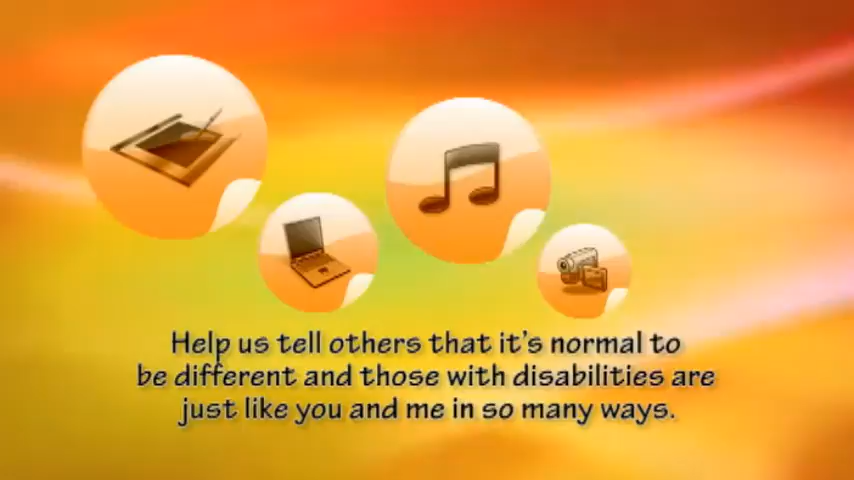 Help us tell others that it's normal to
be different and those with disabilities are
just like you and me in so many ways.